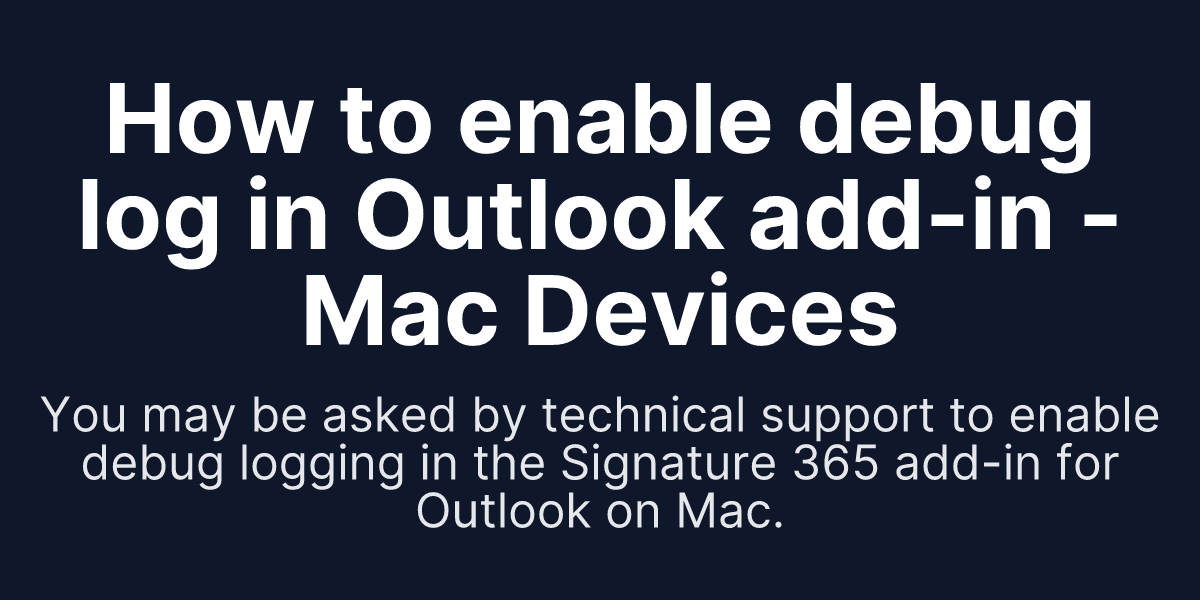 How to enable debug
log in Outlook add-in -
Mac Devices
You may be asked by technical support to enable
debug logging in the Signature 365 add-in for
Outlook on Mac.